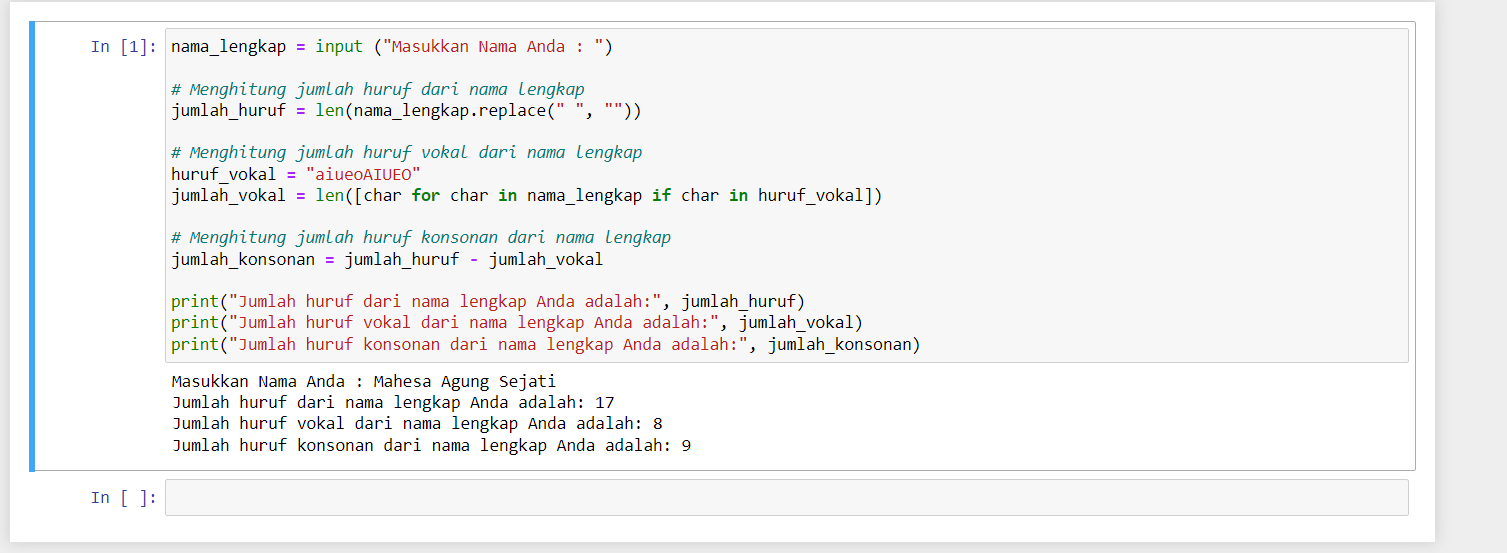 In [1]: nama_lengkap = input ("Masukkan Nama Anda : ")
# Menghitung jumlah huruf dari nama lengkap
jumlah_huruf = len(nama_lengkap.replace(" ", ""))
# Menghitung jumlah huruf vokal dari nama lengkap
huruf_vokal = "aiueoAIUEO"
jumlah_vokal = len([char for char in nama_lengkap if char in huruf_vokal])
# Menghitung jumlah huruf konsonan dari nama lengkap
jumlah_konsonan = jumlah_huruf - jumlah_vokal
print("Jumlah huruf dari nama lengkap Anda adalah:", jumlah_huruf)
print("Jumlah huruf vokal dari nama lengkap Anda adalah:", jumlah_vokal)
print("Jumlah huruf konsonan dari nama lengkap Anda adalah:", jumlah_konsonan)
Masukkan Nama Anda : Mahesa Agung Sejati
Jumlah huruf dari nama lengkap Anda adalah: 17
Jumlah huruf vokal dari nama lengkap Anda adalah: 8
Jumlah huruf konsonan dari nama lengkap Anda adalah: 9
In [ ]: